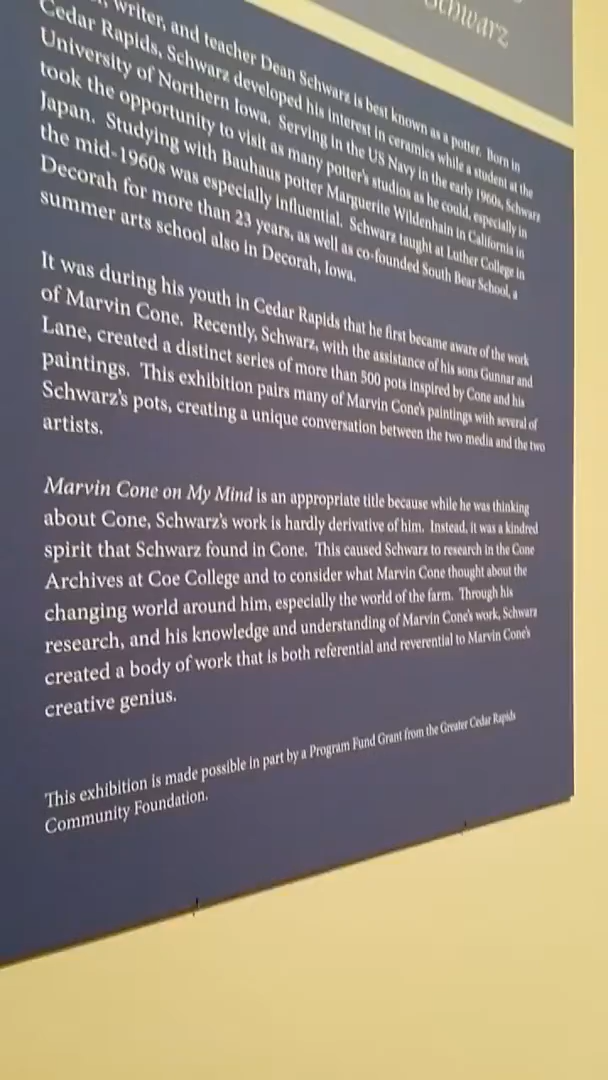 Schwarz
writer, and teacher Dean Schwarz is best known as a potter. Born in
Cedar Rapids, Schwarz developed his interest in ceramics while a student at the
University of Northern Iowa. Serving in the US Navy in the early 1960s, Schwarz
took the opportunity to visit as many potter's studios as he could, especially in
Japan. Studying with Bauhaus potter Marguerite Wildenhain in California in
the mid-1960s was especially influential. Schwarz taught at Luther College in
Decorah for more than 23 years, as well as co-founded South Bear School, a
summer arts school also in Decorah, Iowa.
It was during his youth in Cedar Rapids that he first became aware of the work
of Marvin Cone. Recently, Schwarz, with the assistance of his sons Gunnar and
Lane, created a distinct series of more than 500 pots inspired by Cone and his
paintings. This exhibition pairs many of Marvin Cone's paintings with several of
Schwarz's pots, creating a unique conversation between the two media and the two
artists.
Marvin Cone on My Mind is an appropriate title because while he was thinking
about Cone, Schwarz's work is hardly derivative of him. Instead, it was a kindred
spirit that Schwarz found in Cone. This caused Schwarz to research in the Cone
Archives at Coe College and to consider what Marvin Cone thought about the
changing world around him, especially the world of the farm. Through his
research, and his knowledge and understanding of Marvin Cone's work, Schwarz
created a body of work that is both referential and reverential to Marvin Cone's
creative genius.
This exhibition is made possible in part by a Program Fund Grant from the Greater Cedar Rapids
Community Foundation.